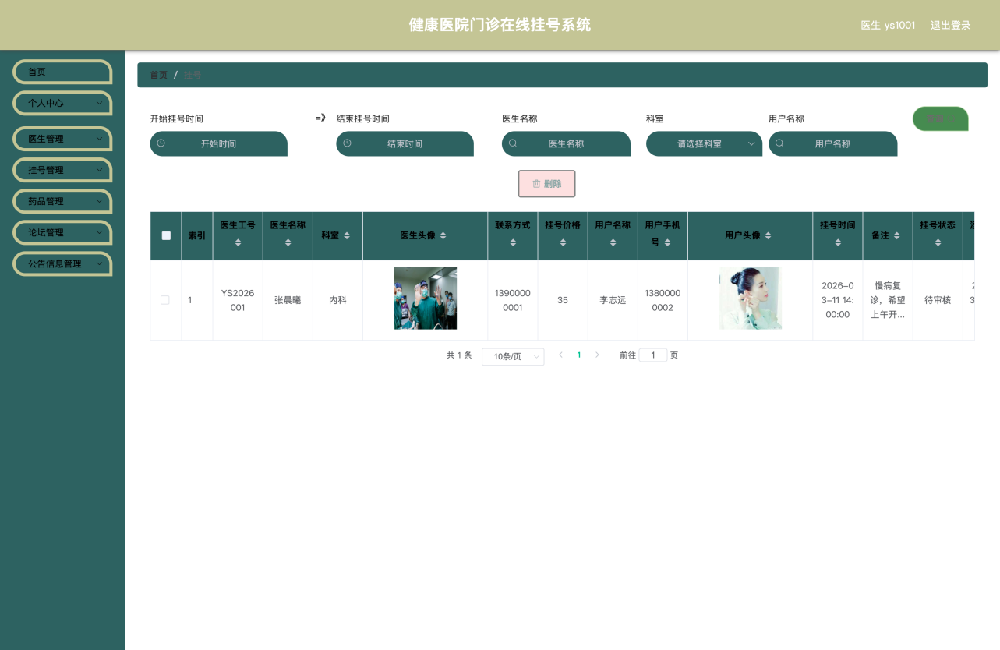 健康医院门诊在线挂号系统
医生 ys1001 退出登录
首页
个人中心
医生管理
挂号管理
药品管理
论坛管理
公告信息管理
首页 / 挂号
开始挂号时间 =》 结束挂号时间 医生名称 科室 用户名称
开始时间 结束时间 医生名称 请选择科室 用户名称
删除
索引 医生工号 医生名称 科室 医生头像 联系方式 挂号价格 用户名称 用户手机号 用户头像 挂号时间 备注 挂号状态
1 YS2026001 张晨曦 内科 13900000001 35 李志远 13800000002 2026-03-11 14:00:00 慢病复诊，希望上午开... 待审核
共 1 条 10条/页 1 前往 1 页